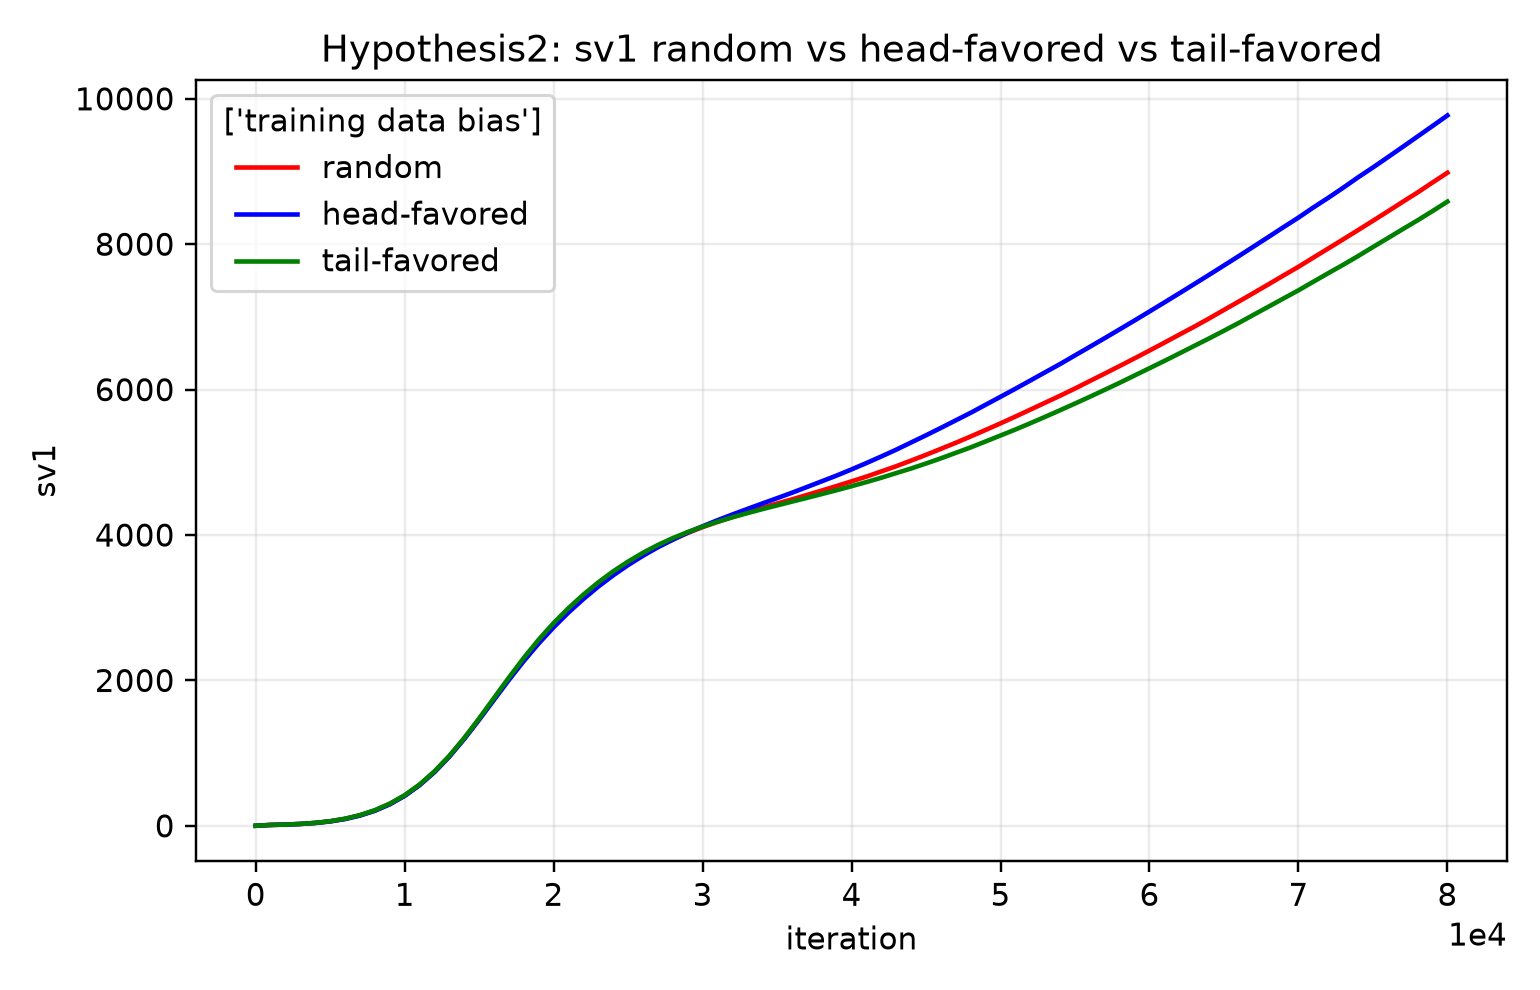 Hypothesis2: sv1 random vs head-favored vs tail-favored
['training data bias']
random
head-favored
tail-favored
10000
8000
6000
4000
2000
0
sv1
0 1 2 3 4 5 6 7 8
1e4
iteration